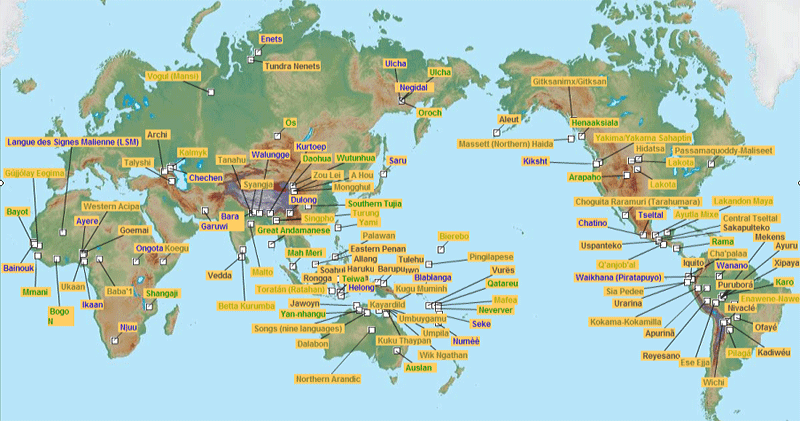 Enets
Tundra Nenets
Vogul (Mansi)
Ulcha
Ulcha
Negidal
Oroch
Gitksanimx/Gitksan
Aleut
Henaaksiala
Massett (Northern) Haida
Yakima/Yakama Sahaptin
Hidatsa
Passamaquoddy-Maliseet
Kiksht
Lakota
Arapaho
Lakota
Os
Langue des Signes Malienne (LSM)
Archi
Kalmyk
Talyshi
Chechen
Kurtoep
Walungge
Daohua
Wutunhua
Tanahu
Zou Lei
A Hou
Saru
Syangja
Mongghul
Gújjolay Eegima
Dulong
Southern Tujia
Singpho
Turung
Yami
Choguita Raramuri (Tarahumara)
Lakandon Maya
Tseltal
Ayutla Mixe
Chatino
Central Tseltal
Sakapulteko
Bayot
Western Acipa
Ayere
Goemai
Bara
Garuwi
Great Andamanese
Palawan
Uspanteko
Rama
Mekens
Ongota
Koegu
Mah Meri
Eastern Penan
Bierebo
Cha'palaa
Ayuru
Bainouk
Vedda
Malto
Allang
Tulehu
Pingilapese
Q'anjob'al
Iquito
Wanano
Xipaya
Soahuku
Haruku
Barupu
Iwo
Blablanga
Vurës
Waikhana (Piratapuyo)
Puruborá
Karo
Mmani
Ukaan
Baba'1
Shangaji
Rongga
Teiwa
Helong
Kugu Muminh
Qatareu
Sia Pedee
Betta Kurumba
Toratán (Ratahan)
Malea
Enawene-Nawe
Ikaan
Jawoyn
Kayardild
Neverver
Urarina
Nivaclé
Bogo
N
Yan-nhangu
Umbuygamu
Seke
Kokama-Kokamilla
Ofayé
Nǀuu
Songs (nine languages)
Umpila
Apurinã
Dalabon
Kuku Thaypan
Numèè
Wik Ngathan
Reyesano
Ese Ejja
Pilagá
Kadiwéu
Auslan
Northern Arandic
Wichi